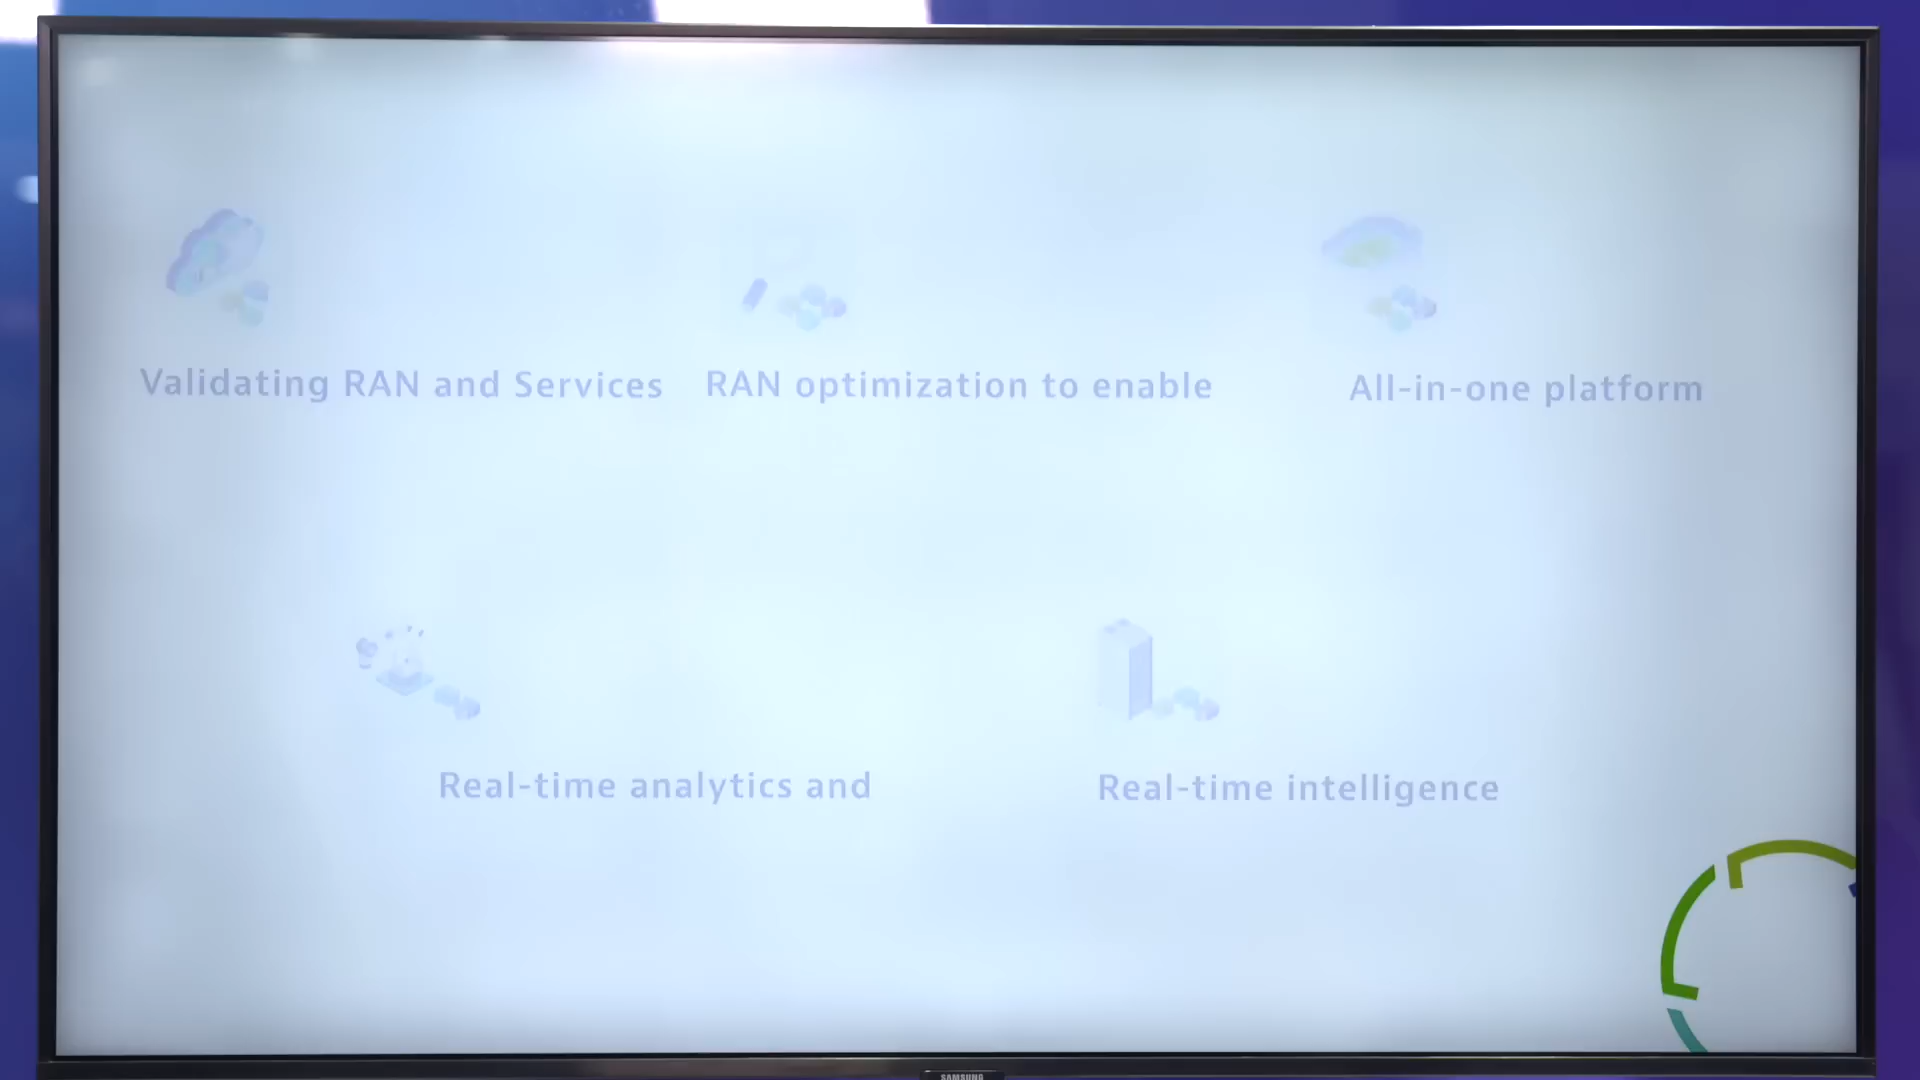 Validating RAN and Services
RAN optimization to enable
All-in-one platform
Real-time analytics and
Real-time intelligence
SAMSUNG